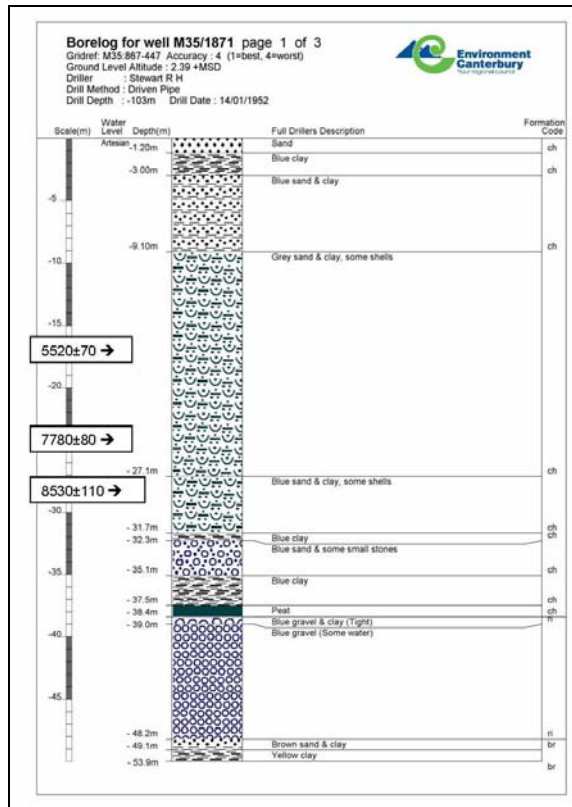 Borelog for well M35/1871 page 1 of 3
Gridref: M35:867-447 Accuracy : 4 (1=best, 4=worst)
Ground Level Altitude : 2.39 +MSD
Driller : Stewart R H
Drill Method : Driven Pipe
Drill Depth : -103m Drill Date : 14/01/1952
Environment
Canterbury
Your regional council
Scale(m) Water Level Depth(m) Full Drillers Description Formation Code
Artesian -1.20m Sand ch
Blue clay
-3.00m ch
Blue sand & clay
-5
-9.10m ch
-10 Grey sand & clay, some shells
-15
5520±70 →
-20
7780±80 →
-27.1m ch
Blue sand & clay, some shells
8530±110 →
-30
-31.7m ch
Blue clay ch
-32.3m
Blue sand & some small stones
-35 -35.1m ch
Blue clay
-37.5m ch
Peat
-38.4m ch
Blue gravel & clay (Tight) ri
-39.0m
Blue gravel (Some water)
-40
-45
-48.2m ri
Brown sand & clay
-49.1m br
Yellow clay
-53.9m br